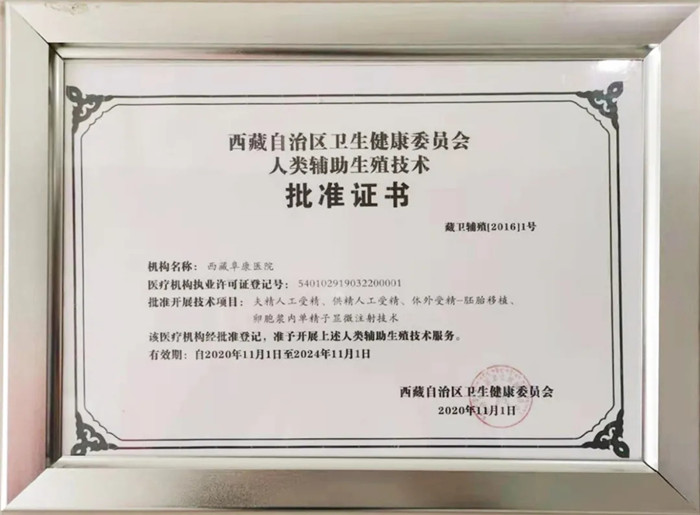 西藏自治区卫生健康委员会
人类辅助生殖技术
批准证书
藏卫辅殖[2016]1号
机构名称：西藏阜康医院
医疗机构执业许可证登记号：540102919032200001
批准开展技术项目：夫精人工受精、供精人工受精、体外受精-胚胎移植、
卵胞浆内单精子显微注射技术
该医疗机构经批准登记，准予开展上述人类辅助生殖技术服务。
有效期：自2020年11月1日至2024年11月1日
西藏自治区卫生健康委员会
2020年11月1日